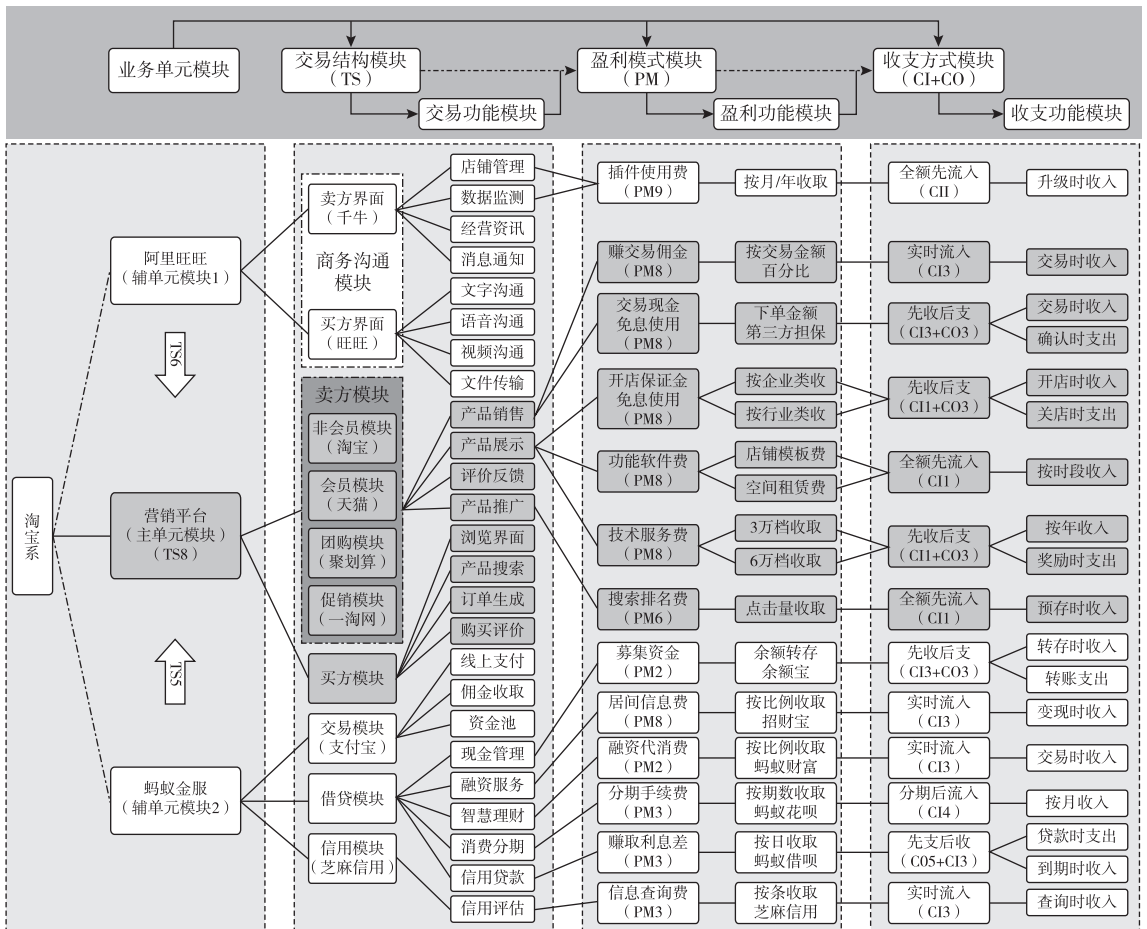 业务单元模块
交易结构模块
(TS)
盈利模式模块
(PM)
收支方式模块
(CI+CO)
交易功能模块
盈利功能模块
收支功能模块
淘宝系
阿里旺旺
(辅单元模块1)
TS6
营销平台
(主单元模块)
(TS8)
TS5
蚂蚁金服
(辅单元模块2)
卖方界面
(千牛)
商务沟通
模块
买方界面
(旺旺)
卖方模块
非会员模块
(淘宝)
会员模块
(天猫)
团购模块
(聚划算)
促销模块
(一淘网)
买方模块
交易模块
(支付宝)
借贷模块
信用模块
(芝麻信用)
店铺管理
数据监测
经营资讯
消息通知
文字沟通
语音沟通
视频沟通
文件传输
产品销售
产品展示
评价反馈
产品推广
浏览界面
产品搜索
订单生成
购买评价
线上支付
佣金收取
资金池
现金管理
融资服务
智慧理财
消费分期
信用贷款
信用评估
插件使用费
(PM9)
按月/年收取
全额先流入
(CII)
升级时收入
赚交易佣金
(PM8)
按交易金额
百分比
实时流入
(CI3)
交易时收入
交易现金
免息使用
(PM8)
下单金额
第三方担保
先收后支
(CI3+CO3)
交易时收入
确认时支出
开店保证金
免息使用
(PM8)
按企业类收
按行业类收
先收后支
(CI1+CO3)
开店时收入
关店时支出
功能软件费
(PM8)
店铺模板费
空间租赁费
全额先流入
(CI1)
按时段收入
技术服务费
(PM8)
3万档收取
6万档收取
先收后支
(CI1+CO3)
按年收入
奖励时支出
搜索排名费
(PM6)
点击量收取
全额先流入
(CI1)
预存时收入
募集资金
(PM2)
余额转存
余额宝
先收后支
(CI3+CO3)
转存时收入
转账支出
居间信息费
(PM8)
按比例收取
招财宝
实时流入
(CI3)
变现时收入
融资代消费
(PM2)
按比例收取
蚂蚁财富
实时流入
(CI3)
交易时收入
分期手续费
(PM3)
按期数收取
蚂蚁花呗
分期后流入
(CI4)
按月收入
赚取利息差
(PM3)
按日收取
蚂蚁借呗
先支后收
(C05+CI3)
贷款时支出
到期时收入
信息查询费
(PM3)
按条收取
芝麻信用
实时流入
(CI3)
查询时收入